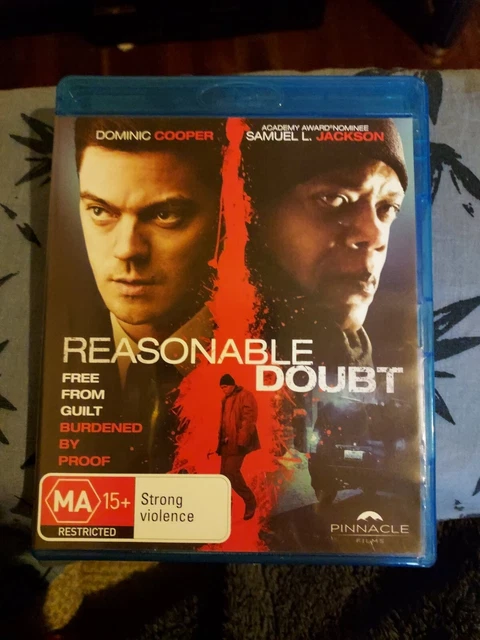 DOMINIC COOPER
ACADEMY AWARD® NOMINEE
SAMUEL L. JACKSON
REASONABLE
DOUBT
FREE
FROM
GUILT
BURDENED
BY
PROOF
MA 15+
RESTRICTED
Strong
violence
PINNACLE
FILMS